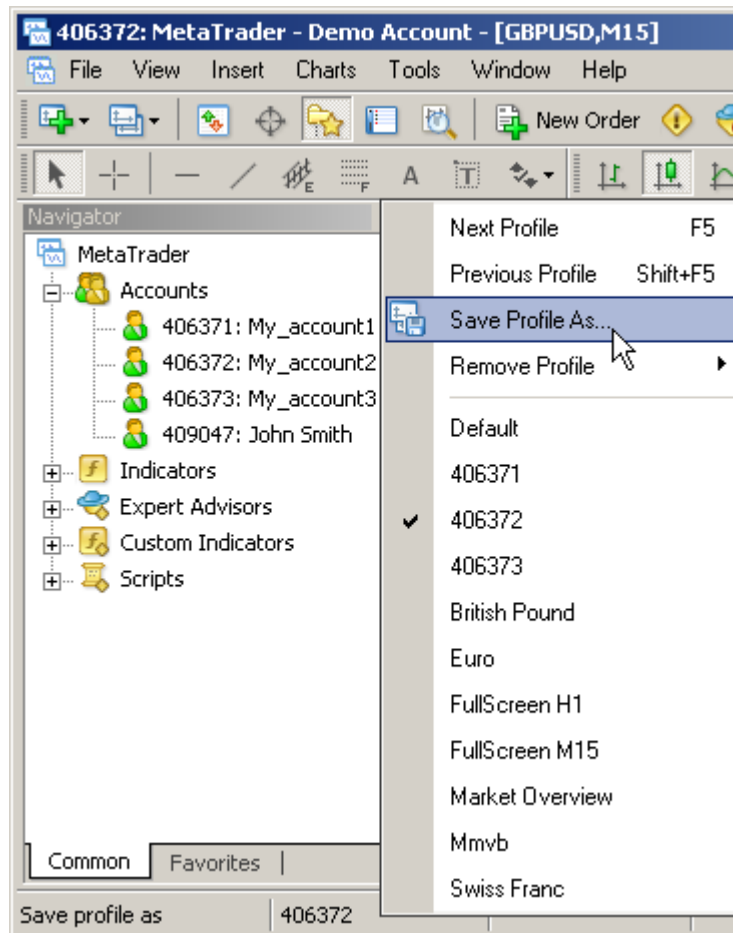 406372: MetaTrader - Demo Account - [GBPUSD,M15]
File View Insert Charts Tools Window Help
New Order
E F A T
Navigator
MetaTrader
Accounts
406371: My_account1
406372: My_account2
406373: My_account3
409047: John Smith
Indicators
Expert Advisors
Custom Indicators
Scripts
Common Favorites
Next Profile F5
Previous Profile Shift+F5
Save Profile As...
Remove Profile
Default
406371
406372
406373
British Pound
Euro
FullScreen H1
FullScreen M15
Market Overview
Mmvb
Swiss Franc
Save profile as 406372